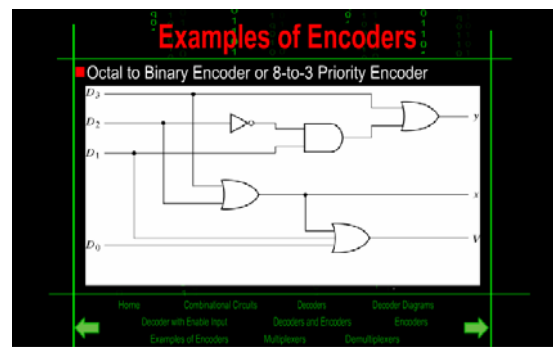 Examples of Encoders
Octal to Binary Encoder or 8-to-3 Priority Encoder
D3
D2
D1
D0
y
x
V
Home Combinational Circuits Decoders Decoder Diagrams
Decoder with Enable Input Decoders and Encoders Encoders
Examples of Encoders Multiplexers Demultiplexers